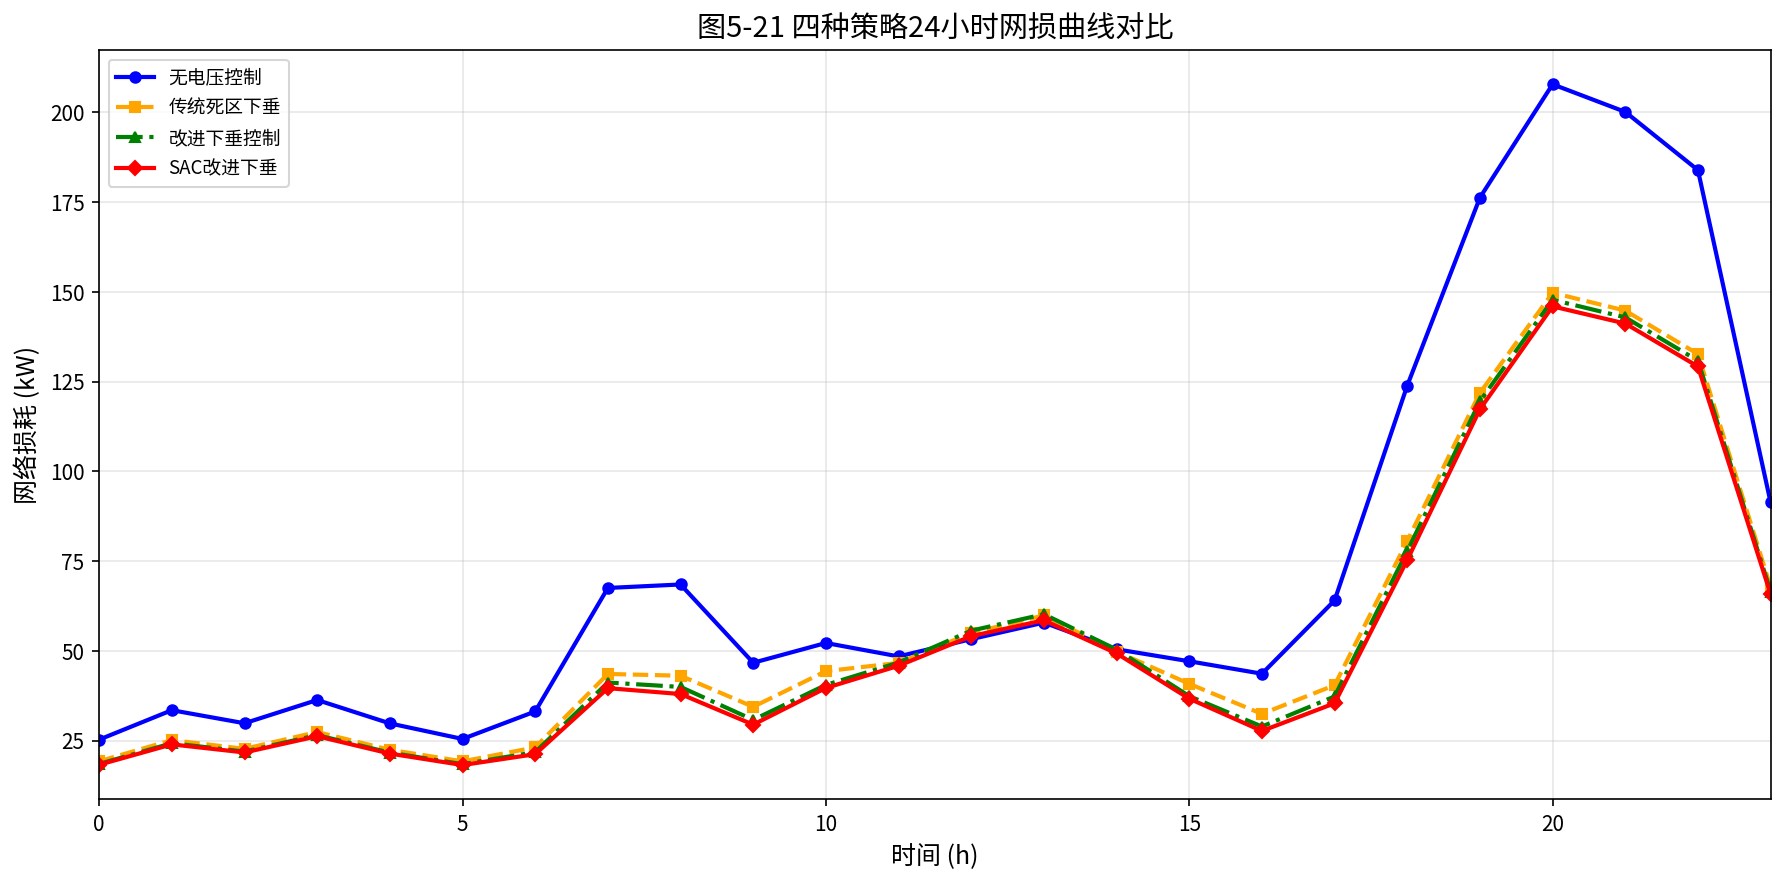 图5-21 四种策略24小时网损曲线对比
无电压控制
传统死区下垂
改进下垂控制
SAC改进下垂
网络损耗 (kW)
200
175
150
125
100
75
50
25
0 5 10 15 20
时间 (h)